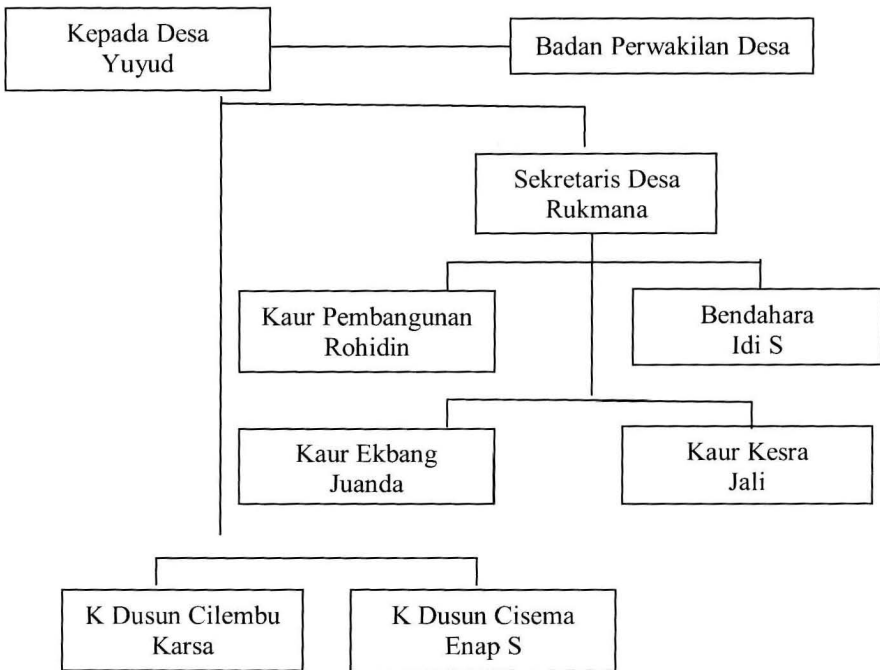 Kepada Desa
Yuyud
Badan Perwakilan Desa
Sekretaris Desa
Rukmana
Kaur Pembangunan
Rohidin
Bendahara
Idi S
Kaur Ekbang
Juanda
Kaur Kesra
Jali
K Dusun Cilembu
Karsa
K Dusun Cisema
Enap S